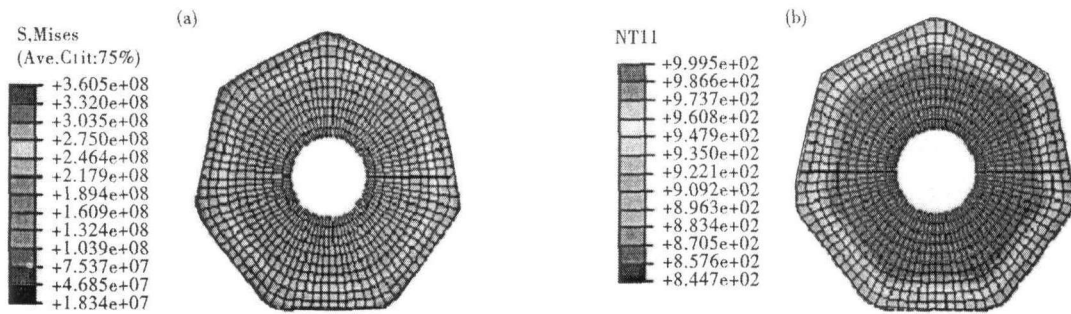 (a)
S,Mises
(Ave.Ctit:75%)
+3.605e+08
+3.320e+08
+3.035e+08
+2.750e+08
+2.464e+08
+2.179e+08
+1.894e+08
+1.609e+08
+1.324e+08
+1.039e+08
+7.537e+07
+4.685e+07
+1.834e+07
(b)
NT11
+9.995e+02
+9.866e+02
+9.737e+02
+9.608e+02
+9.479e+02
+9.350e+02
+9.221e+02
+9.092e+02
+8.963e+02
+8.834e+02
+8.705e+02
+8.576e+02
+8.447e+02